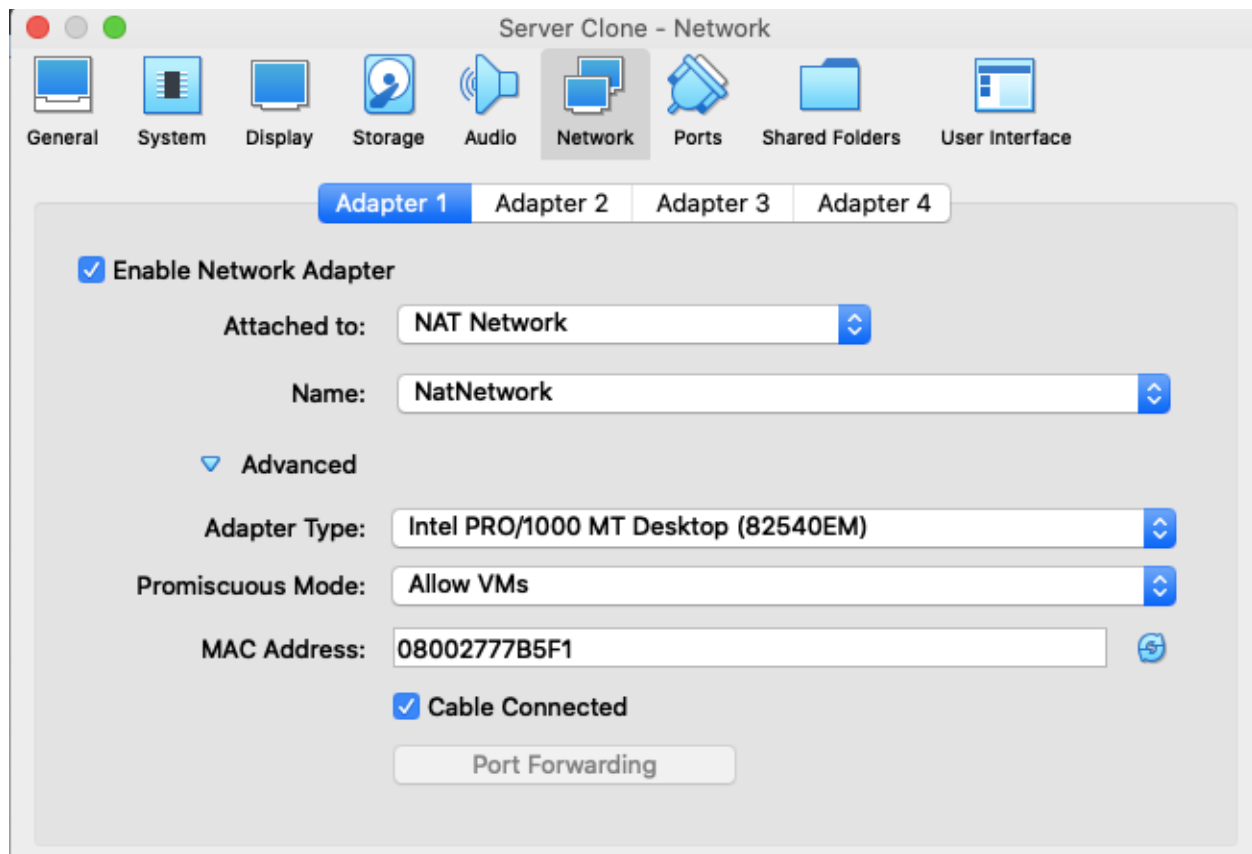 Server Clone - Network
General System Display Storage Audio Network Ports Shared Folders User Interface
Adapter 1 Adapter 2 Adapter 3 Adapter 4
Enable Network Adapter
Attached to: NAT Network
Name: NatNetwork
Advanced
Adapter Type: Intel PRO/1000 MT Desktop (82540EM)
Promiscuous Mode: Allow VMs
MAC Address: 08002777B5F1
Cable Connected
Port Forwarding